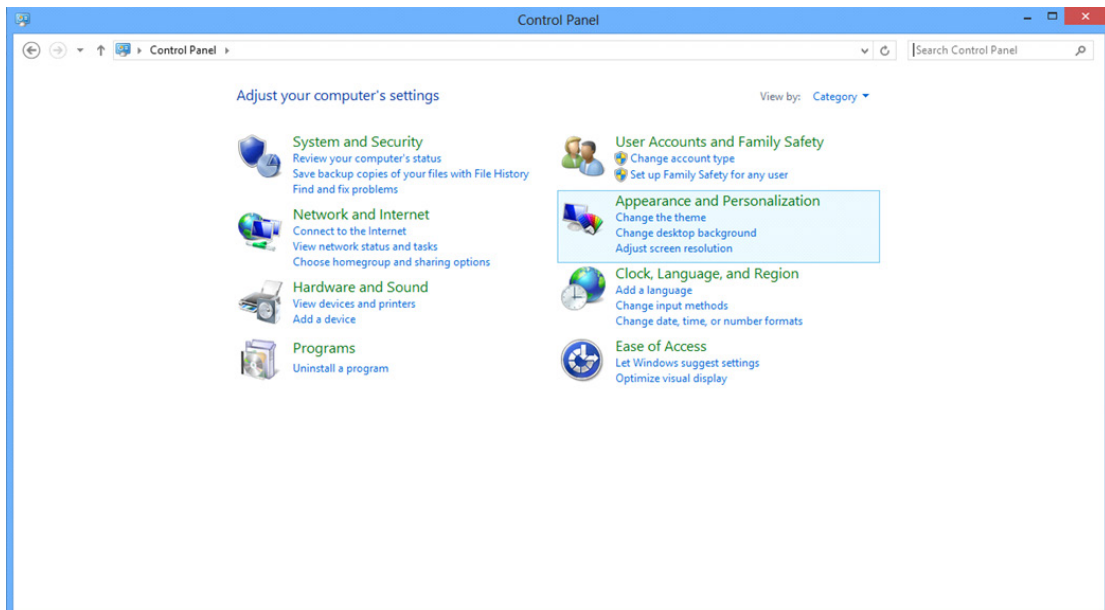 Control Panel
Control Panel
Search Control Panel
Adjust your computer's settings
View by: Category
System and Security
Review your computer's status
Save backup copies of your files with File History
Find and fix problems
Network and Internet
Connect to the Internet
View network status and tasks
Choose homegroup and sharing options
Hardware and Sound
View devices and printers
Add a device
Programs
Uninstall a program
User Accounts and Family Safety
Change account type
Set up Family Safety for any user
Appearance and Personalization
Change the theme
Change desktop background
Adjust screen resolution
Clock, Language, and Region
Add a language
Change input methods
Change date, time, or number formats
Ease of Access
Let Windows suggest settings
Optimize visual display